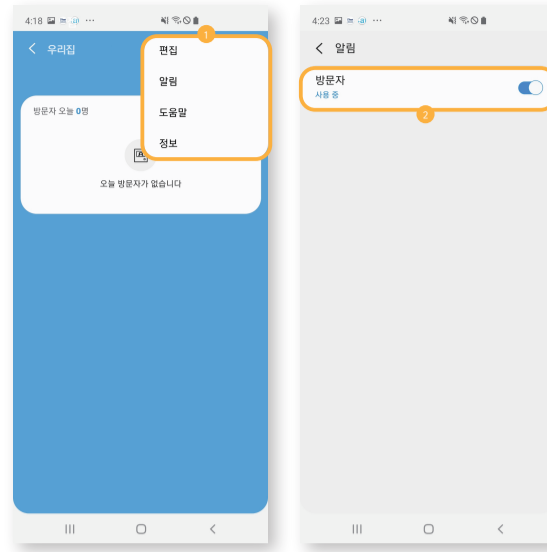 4:18
1
우리집
편집
알림
도움말
정보
방문자 오늘 0명
오늘 방문자가 없습니다
4:23
알림
방문자
사용 중
2